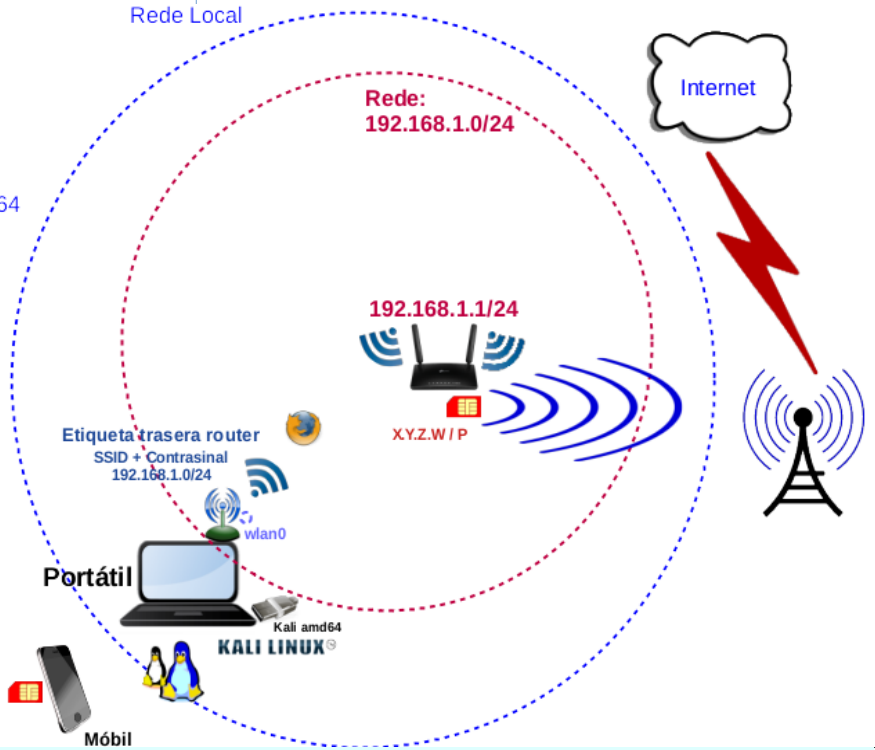 Rede Local
Internet
Rede:
192.168.1.0/24
64
192.168.1.1/24
X.Y.Z.W / P
Etiqueta trasera router
SSID + Contrasinal
192.168.1.0/24
wlan0
Portátil
Kali amd64
KALI LINUX
Móbil